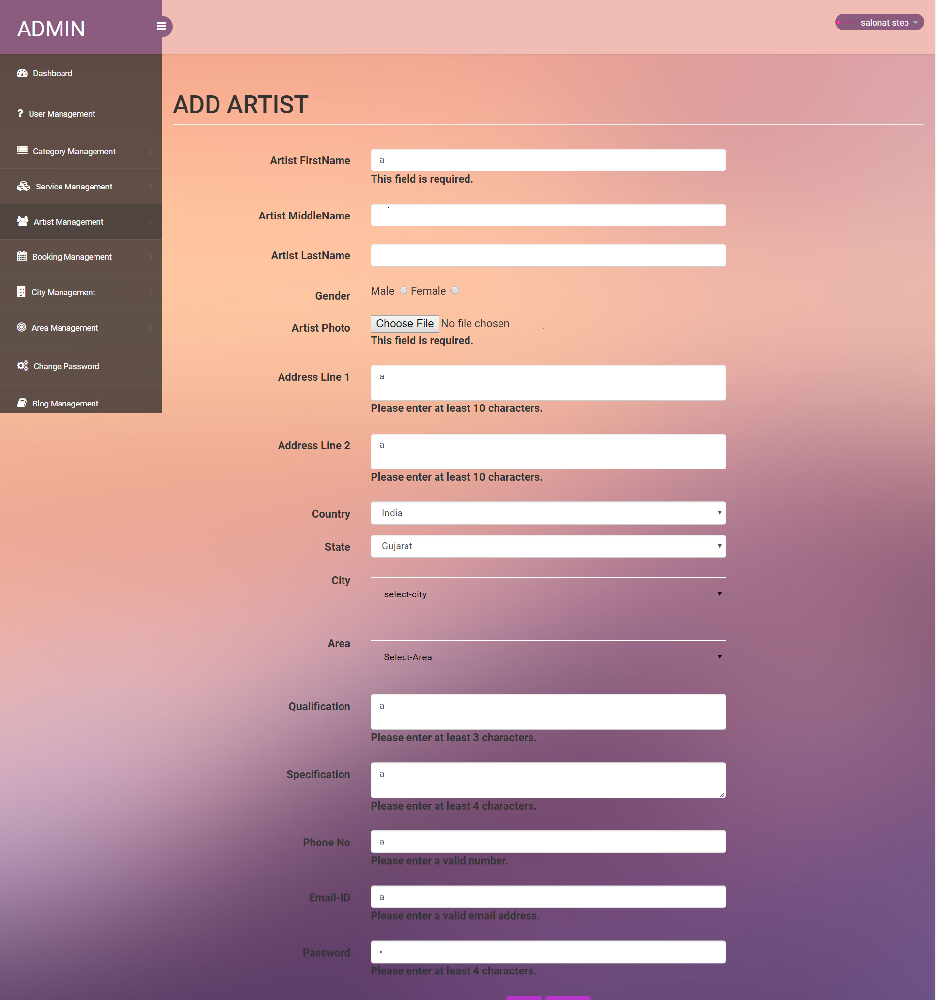 ADMIN
salonat step
Dashboard
User Management
Category Management
Service Management
Artist Management
Booking Management
City Management
Area Management
Change Password
Blog Management
ADD ARTIST
Artist FirstName
a
This field is required.
Artist MiddleName
Artist LastName
Gender
Male Female
Artist Photo
Choose File No file chosen
This field is required.
Address Line 1
a
Please enter at least 10 characters.
Address Line 2
a
Please enter at least 10 characters.
Country
India
State
Gujarat
City
select-city
Area
Select-Area
Qualification
a
Please enter at least 3 characters.
Specification
a
Please enter at least 4 characters.
Phone No
a
Please enter a valid number.
Email-ID
a
Please enter a valid email address.
Password
•
Please enter at least 4 characters.